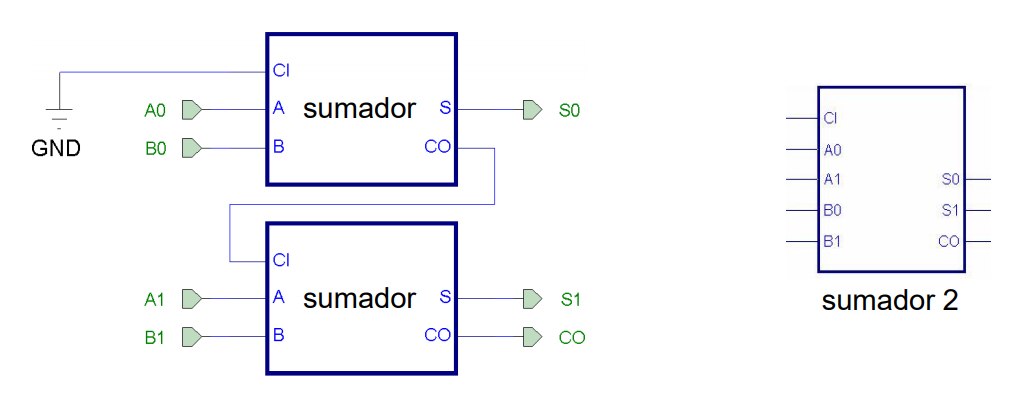 CI
A sumador S
B CO
A0
B0
GND
S0
CI
A sumador S
B CO
A1
B1
S1
CO
CI
A0
A1 S0
B0 S1
B1 CO
sumador 2